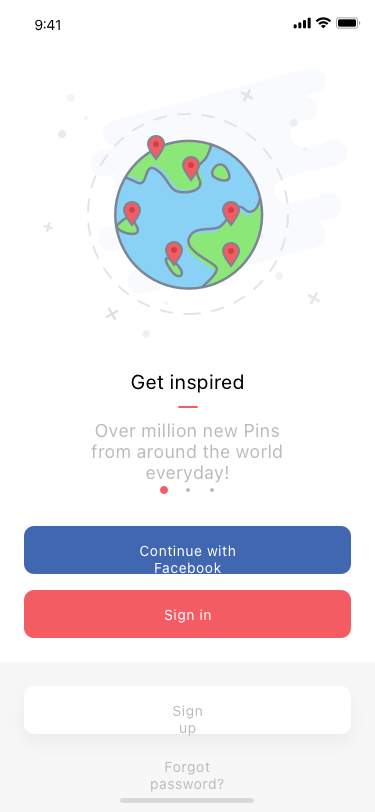 9:41
Get inspired
Over million new Pins
from around the world
everyday!
Continue with
Facebook
Sign in
Sign
up
Forgot
password?